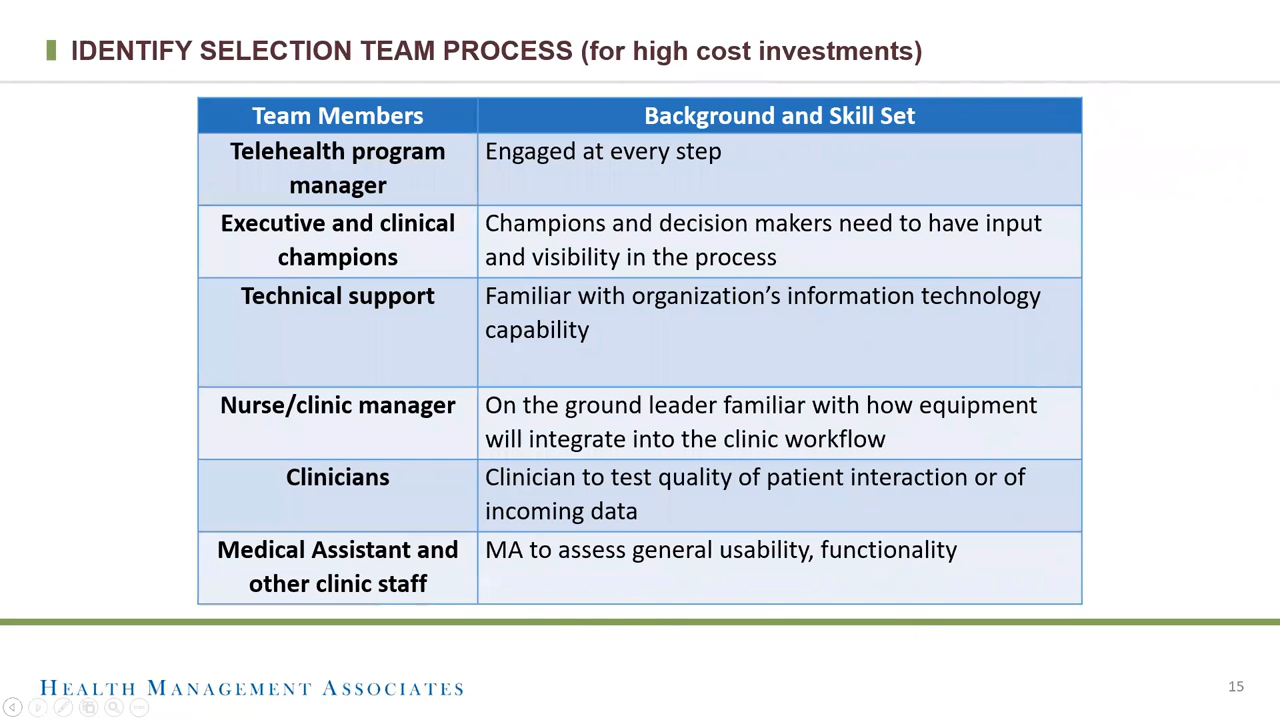 IDENTIFY SELECTION TEAM PROCESS (for high cost investments)
Team Members
Background and Skill Set
Telehealth program
manager
Engaged at every step
Executive and clinical
champions
Champions and decision makers need to have input
and visibility in the process
Technical support
Familiar with organization’s information technology
capability
Nurse/clinic manager
On the ground leader familiar with how equipment
will integrate into the clinic workflow
Clinicians
Clinician to test quality of patient interaction or of
incoming data
Medical Assistant and
other clinic staff
MA to assess general usability, functionality
HEALTH MANAGEMENT ASSOCIATES
15